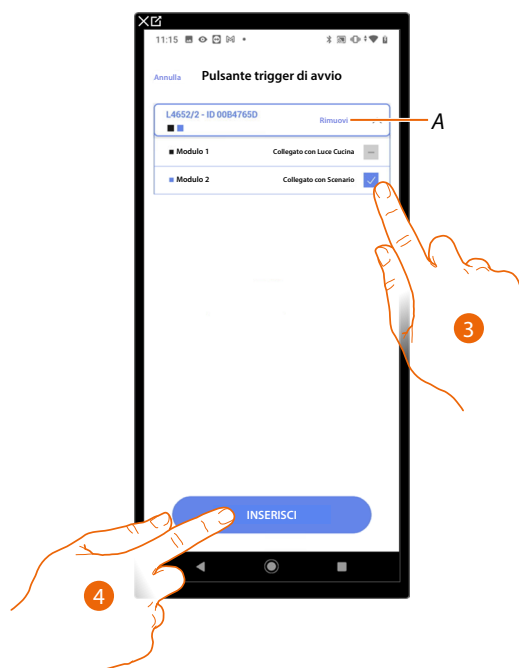 11:15
Annulla Pulsante trigger di avvio
L4652/2 - ID 00B4765D
Rimuovi
A
Modulo 1 Collegato con Luce Cucina
Modulo 2 Collegato con Scenario
3
INSERISCI
4